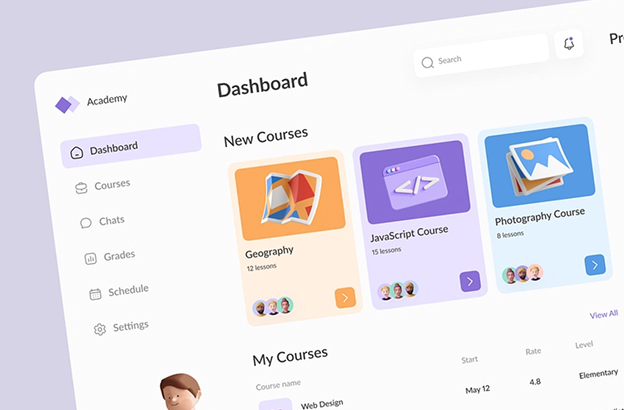 Academy
Dashboard
Courses
Chats
Grades
Schedule
Settings
Dashboard
Search
New Courses
Geography
12 lessons
JavaScript Course
15 lessons
Photography Course
8 lessons
View All
My Courses
Course name
Start
Rate
Level
Web Design
May 12
4.8
Elementary